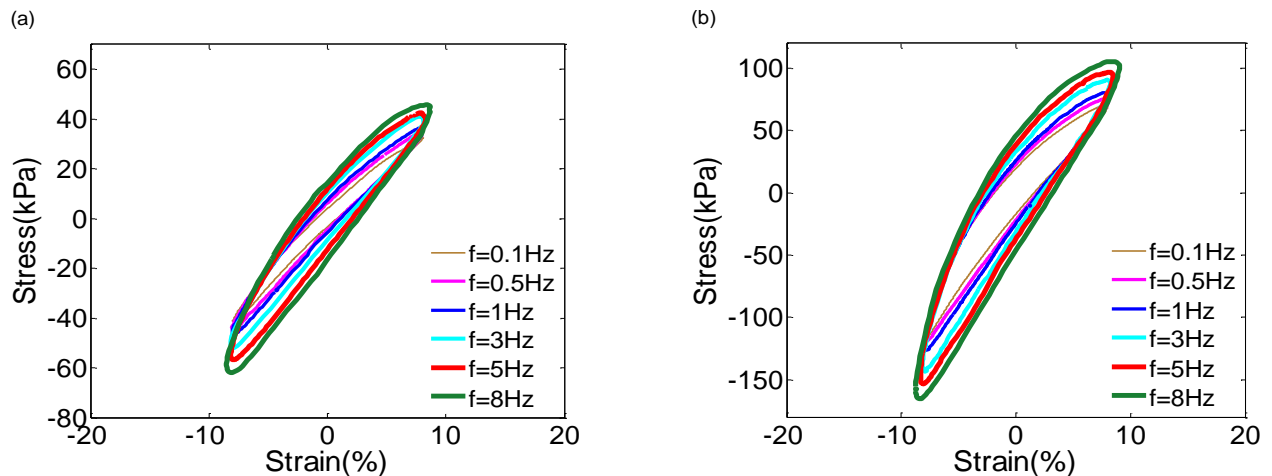 (a)
60
40
20
0
-20
-40
-60
-80
Stress(kPa)
-20 -10 0 10 20
Strain(%)
f=0.1Hz
f=0.5Hz
f=1Hz
f=3Hz
f=5Hz
f=8Hz
(b)
100
50
0
-50
-100
-150
Stress(kPa)
-20 -10 0 10 20
Strain(%)
f=0.1Hz
f=0.5Hz
f=1Hz
f=3Hz
f=5Hz
f=8Hz